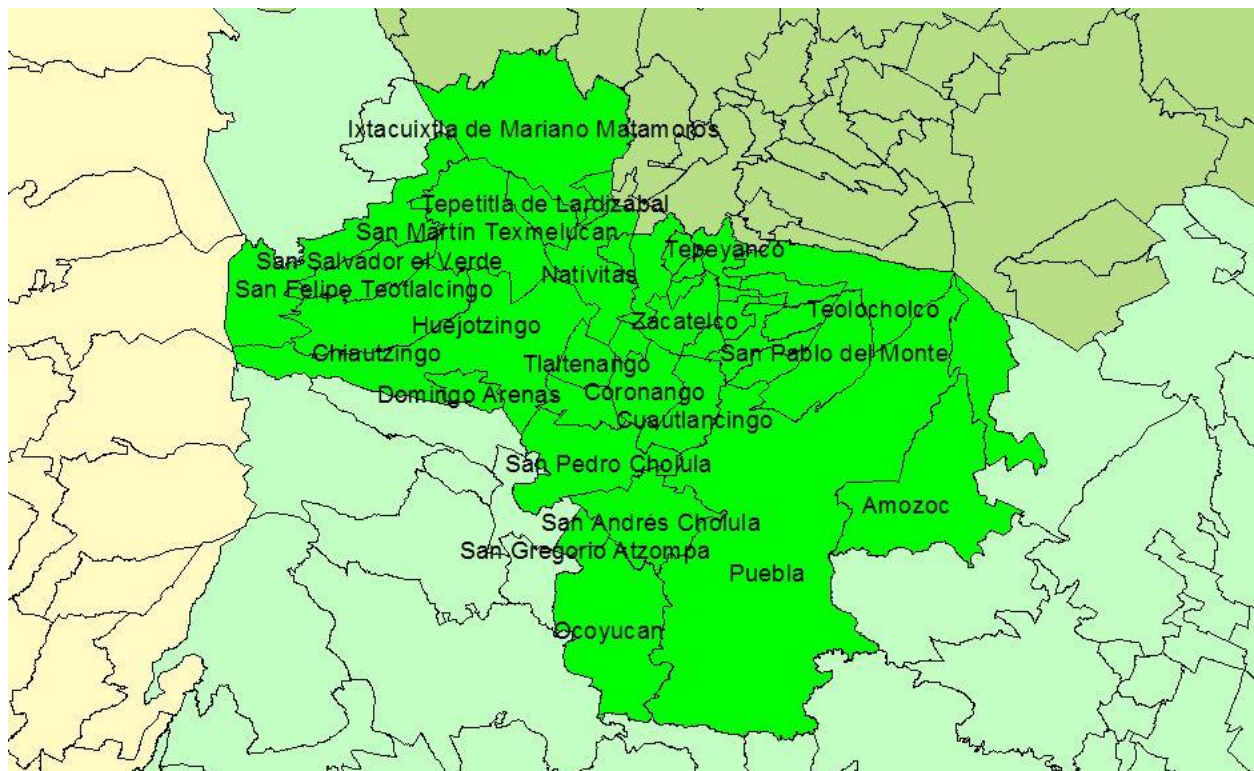 Ixtacuixtla de Mariano Matamoros
Tepetitla de Lardizábal
San Martín Texmelucan
Tepeyanco
San Salvador el Verde
Natívitas
San Felipe Teotlalcingo
Teolocholco
Zacatelco
Huejotzingo
Chiautzingo
San Pablo del Monte
Tlaltenango
Domingo Arenas
Coronango
Cuautlancingo
San Pedro Cholula
Amozoc
San Andrés Cholula
San Gregorio Atzompa
Puebla
Ocoyucan